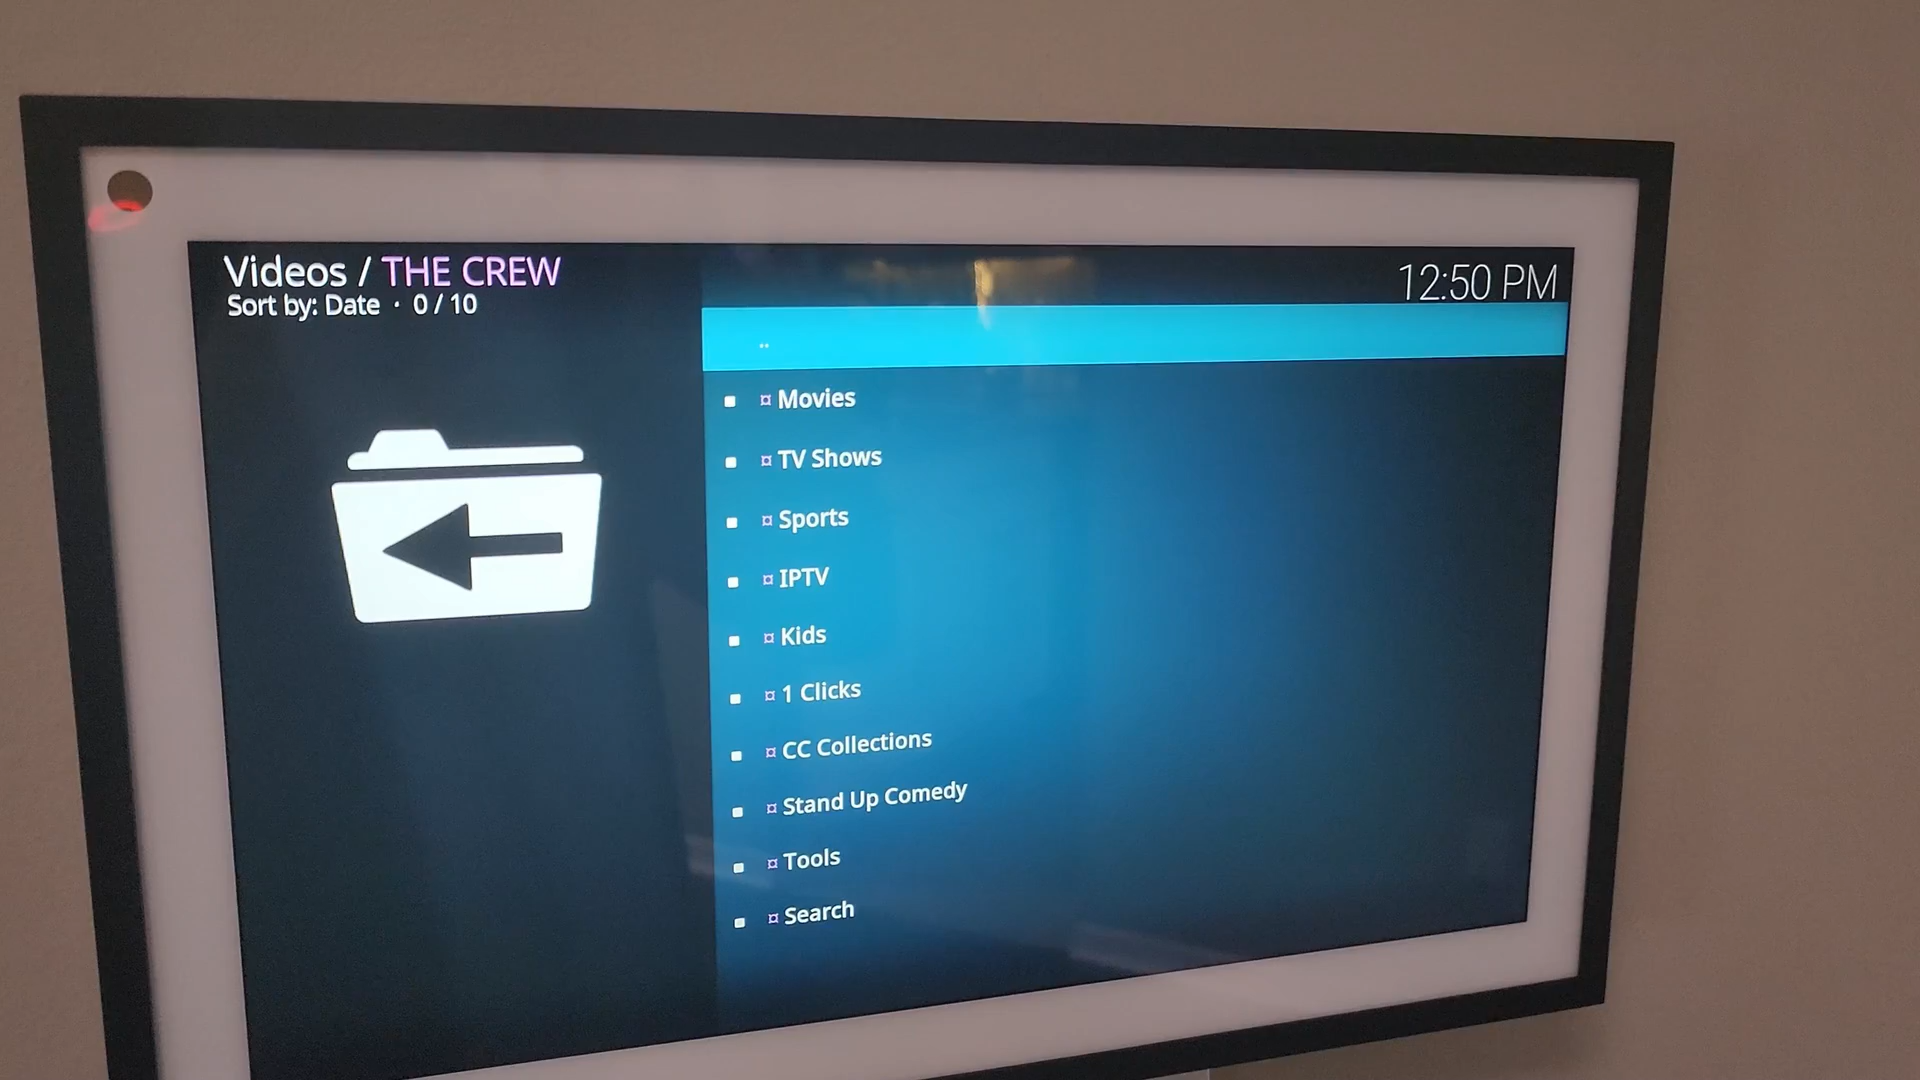 Videos / THE CREW
Sort by: Date · 0 / 10
12:50 PM
..
¤ Movies
¤ TV Shows
¤ Sports
¤ IPTV
¤ Kids
¤ 1 Clicks
¤ CC Collections
¤ Stand Up Comedy
¤ Tools
¤ Search